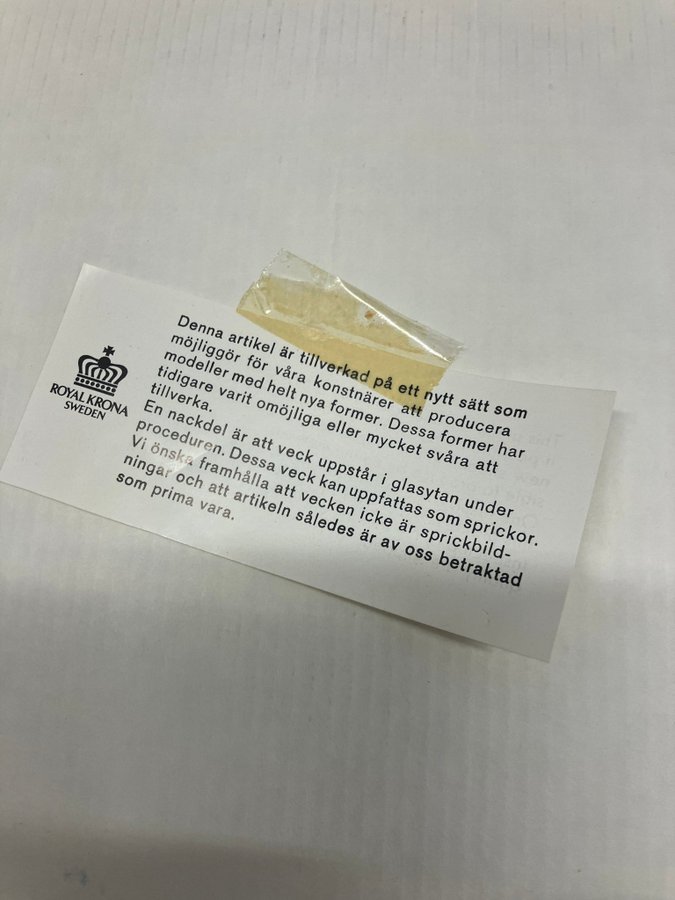 ROYAL KRONA
SWEDEN
Denna artikel är tillverkad på ett nytt sätt som
möjliggör för våra konstnärer att producera
modeller med helt nya former. Dessa former har
tidigare varit omöjliga eller mycket svåra att
tillverka.
En nackdel är att veck uppstår i glasytan under
proceduren. Dessa veck kan uppfattas som sprickor.
Vi önska framhålla att vecken icke är sprickbild-
ningar och att artikeln således är av oss betraktad
som prima vara.